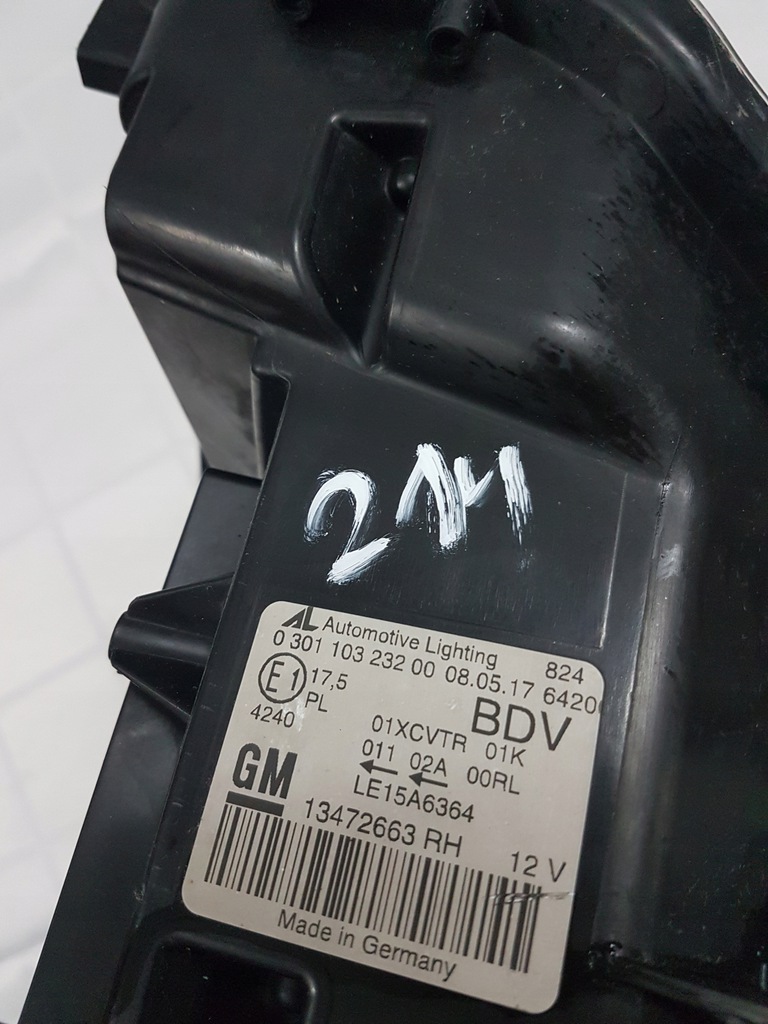 AL Automotive Lighting 824
0 301 103 232 00 08.05.17 6420
E1 17,5 BDV
PL
4240 01XCVTR 01K
011 02A 00RL
LE15A6364
GM
13472663 RH 12 V
Made in Germany